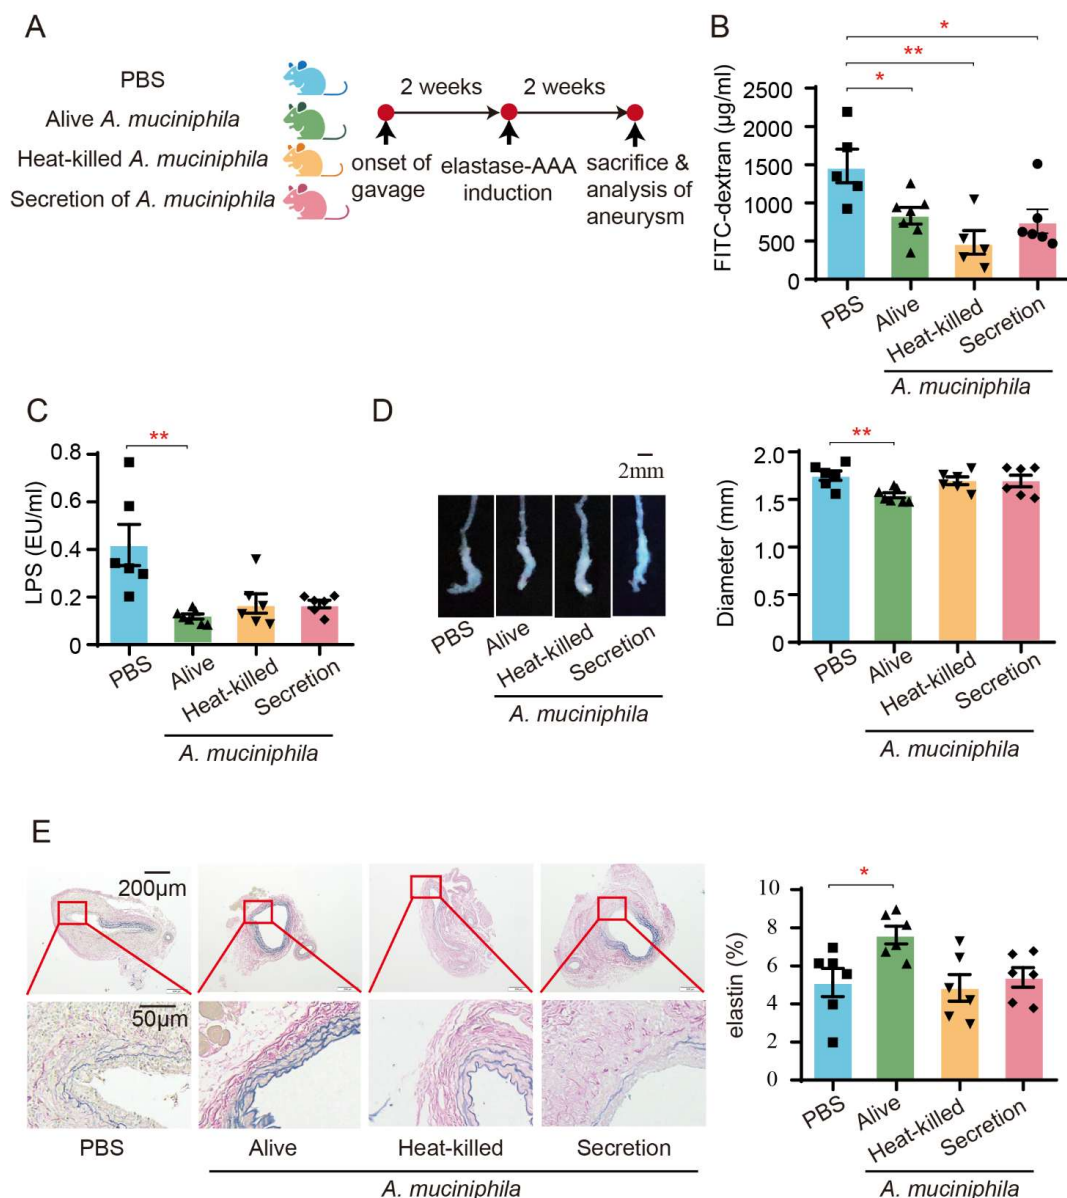 A
PBS
Alive A. muciniphila
Heat-killed A. muciniphila
Secretion of A. muciniphila
2 weeks
2 weeks
onset of
gavage
elastase-AAA
induction
sacrifice &
analysis of
aneurysm
B
*
**
*
FITC-dextran (μg/ml)
2500
2000
1500
1000
500
0
PBS
Alive
Heat-killed
Secretion
A. muciniphila
C
**
LPS (EU/ml)
0.8
0.6
0.4
0.2
0
PBS
Alive
Heat-killed
Secretion
A. muciniphila
D
2mm
PBS
Alive
Heat-killed
Secretion
A. muciniphila
**
Diameter (mm)
2.0
1.5
1.0
0.5
0
PBS
Alive
Heat-killed
Secretion
A. muciniphila
E
200μm
50μm
PBS
Alive
Heat-killed
Secretion
A. muciniphila
*
elastin (%)
10
8
6
4
2
0
PBS
Alive
Heat-killed
Secretion
A. muciniphila